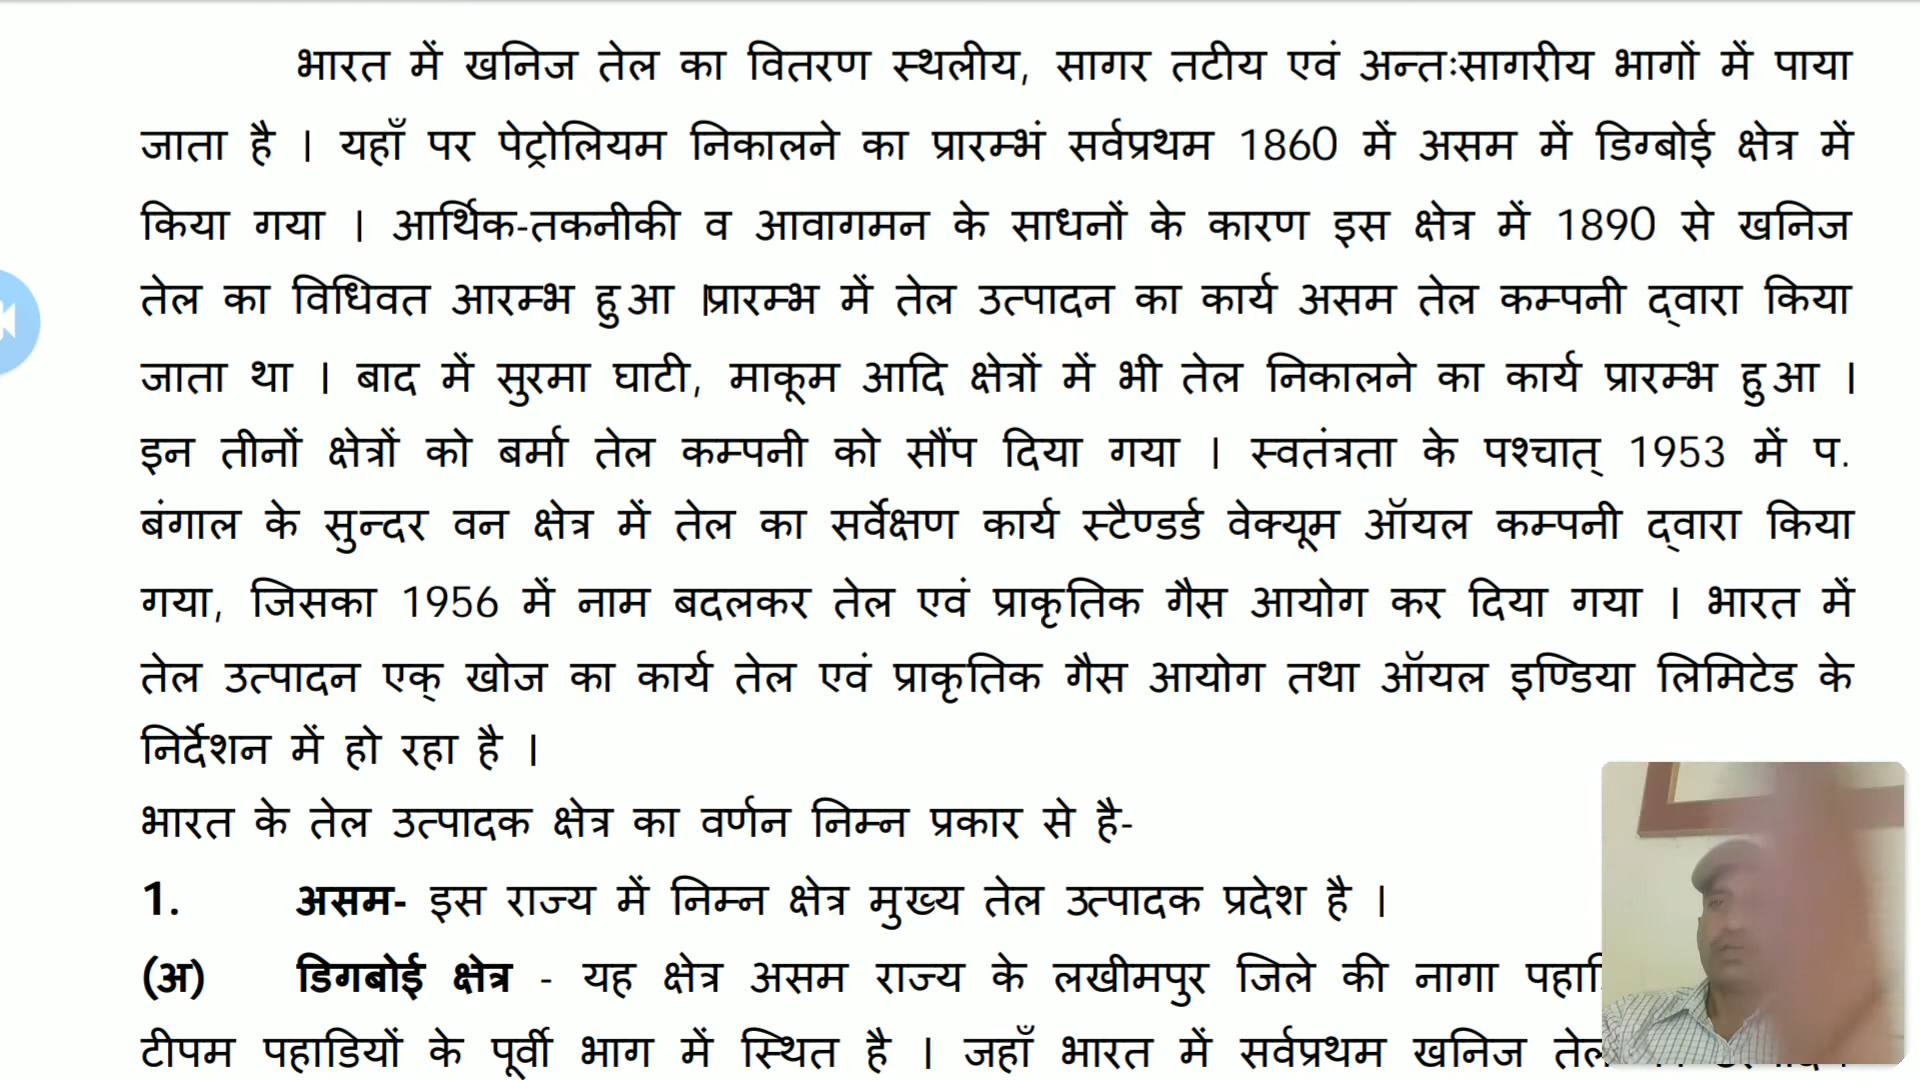 भारत में खनिज तेल का वितरण स्थलीय, सागर तटीय एवं अन्तःसागरीय भागों में पाया
जाता है । यहाँ पर पेट्रोलियम निकालने का प्रारम्भं सर्वप्रथम 1860 में असम में डिग्बोई क्षेत्र में
किया गया । आर्थिक-तकनीकी व आवागमन के साधनों के कारण इस क्षेत्र में 1890 से खनिज
तेल का विधिवत आरम्भ हुआ ।प्रारम्भ में तेल उत्पादन का कार्य असम तेल कम्पनी द्वारा किया
जाता था । बाद में सुरमा घाटी, माकूम आदि क्षेत्रों में भी तेल निकालने का कार्य प्रारम्भ हुआ ।
इन तीनों क्षेत्रों को बर्मा तेल कम्पनी को सौंप दिया गया । स्वतंत्रता के पश्चात् 1953 में प.
बंगाल के सुन्दर वन क्षेत्र में तेल का सर्वेक्षण कार्य स्टैण्डर्ड वेक्यूम ऑयल कम्पनी द्वारा किया
गया, जिसका 1956 में नाम बदलकर तेल एवं प्राकृतिक गैस आयोग कर दिया गया । भारत में
तेल उत्पादन एक् खोज का कार्य तेल एवं प्राकृतिक गैस आयोग तथा ऑयल इण्डिया लिमिटेड के
निर्देशन में हो रहा है ।
भारत के तेल उत्पादक क्षेत्र का वर्णन निम्न प्रकार से है-
1. असम- इस राज्य में निम्न क्षेत्र मुख्य तेल उत्पादक प्रदेश है ।
(अ) डिगबोई क्षेत्र - यह क्षेत्र असम राज्य के लखीमपुर जिले की नागा
टीपम पहाडियों के पूर्वी भाग में स्थित है । जहाँ भारत में सर्वप्रथम खनिज तेल